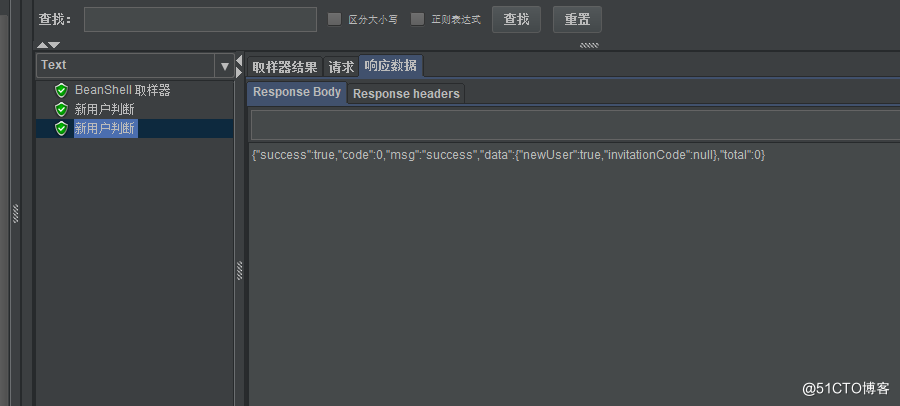 查找： 区分大小写 正则表达式 查找 重置
Text
BeanShell 取样器
新用户判断
新用户判断
取样器结果 请求 响应数据
Response Body Response headers
{"success":true,"code":0,"msg":"success","data":{"newUser":true,"invitationCode":null},"total":0}
@51CTO博客